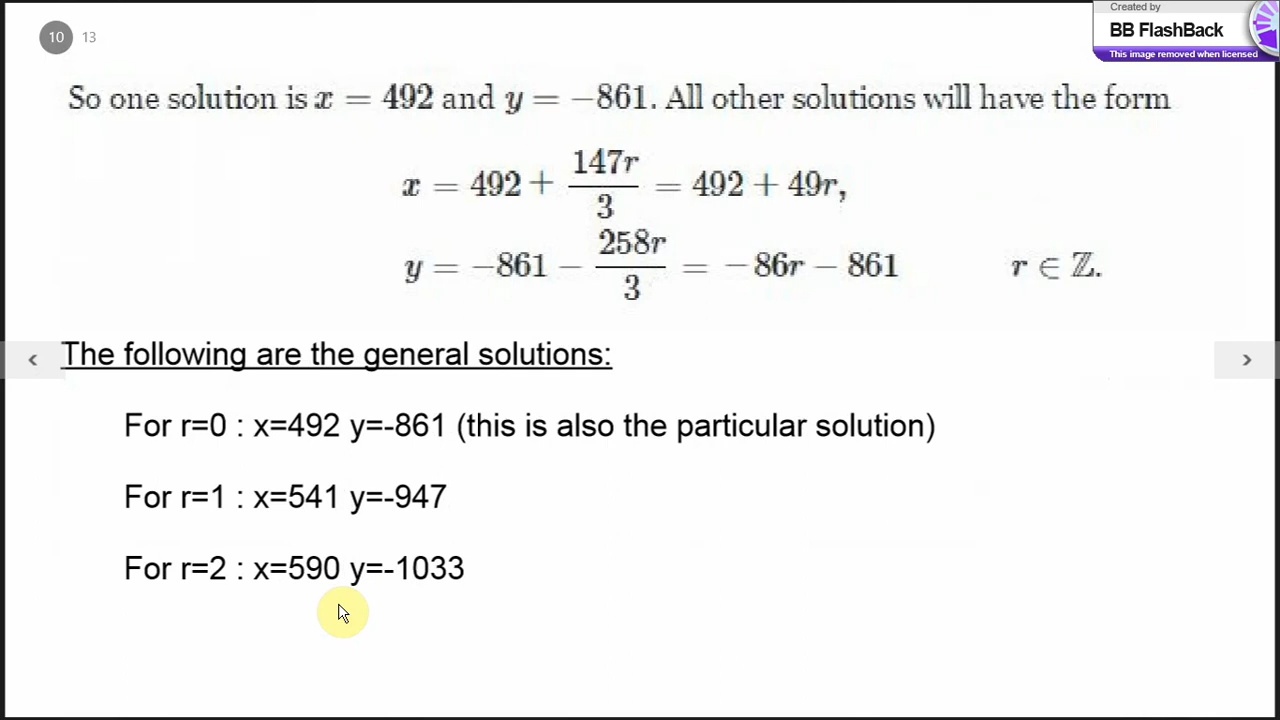 10 13
Created by
BB FlashBack
This image removed when licensed
So one solution is x = 492 and y = −861. All other solutions will have the form
x = 492 + 147r/3 = 492 + 49r,
y = −861 − 258r/3 = −86r − 861 r ∈ ℤ.
The following are the general solutions:
For r=0 : x=492 y=-861 (this is also the particular solution)
For r=1 : x=541 y=-947
For r=2 : x=590 y=-1033